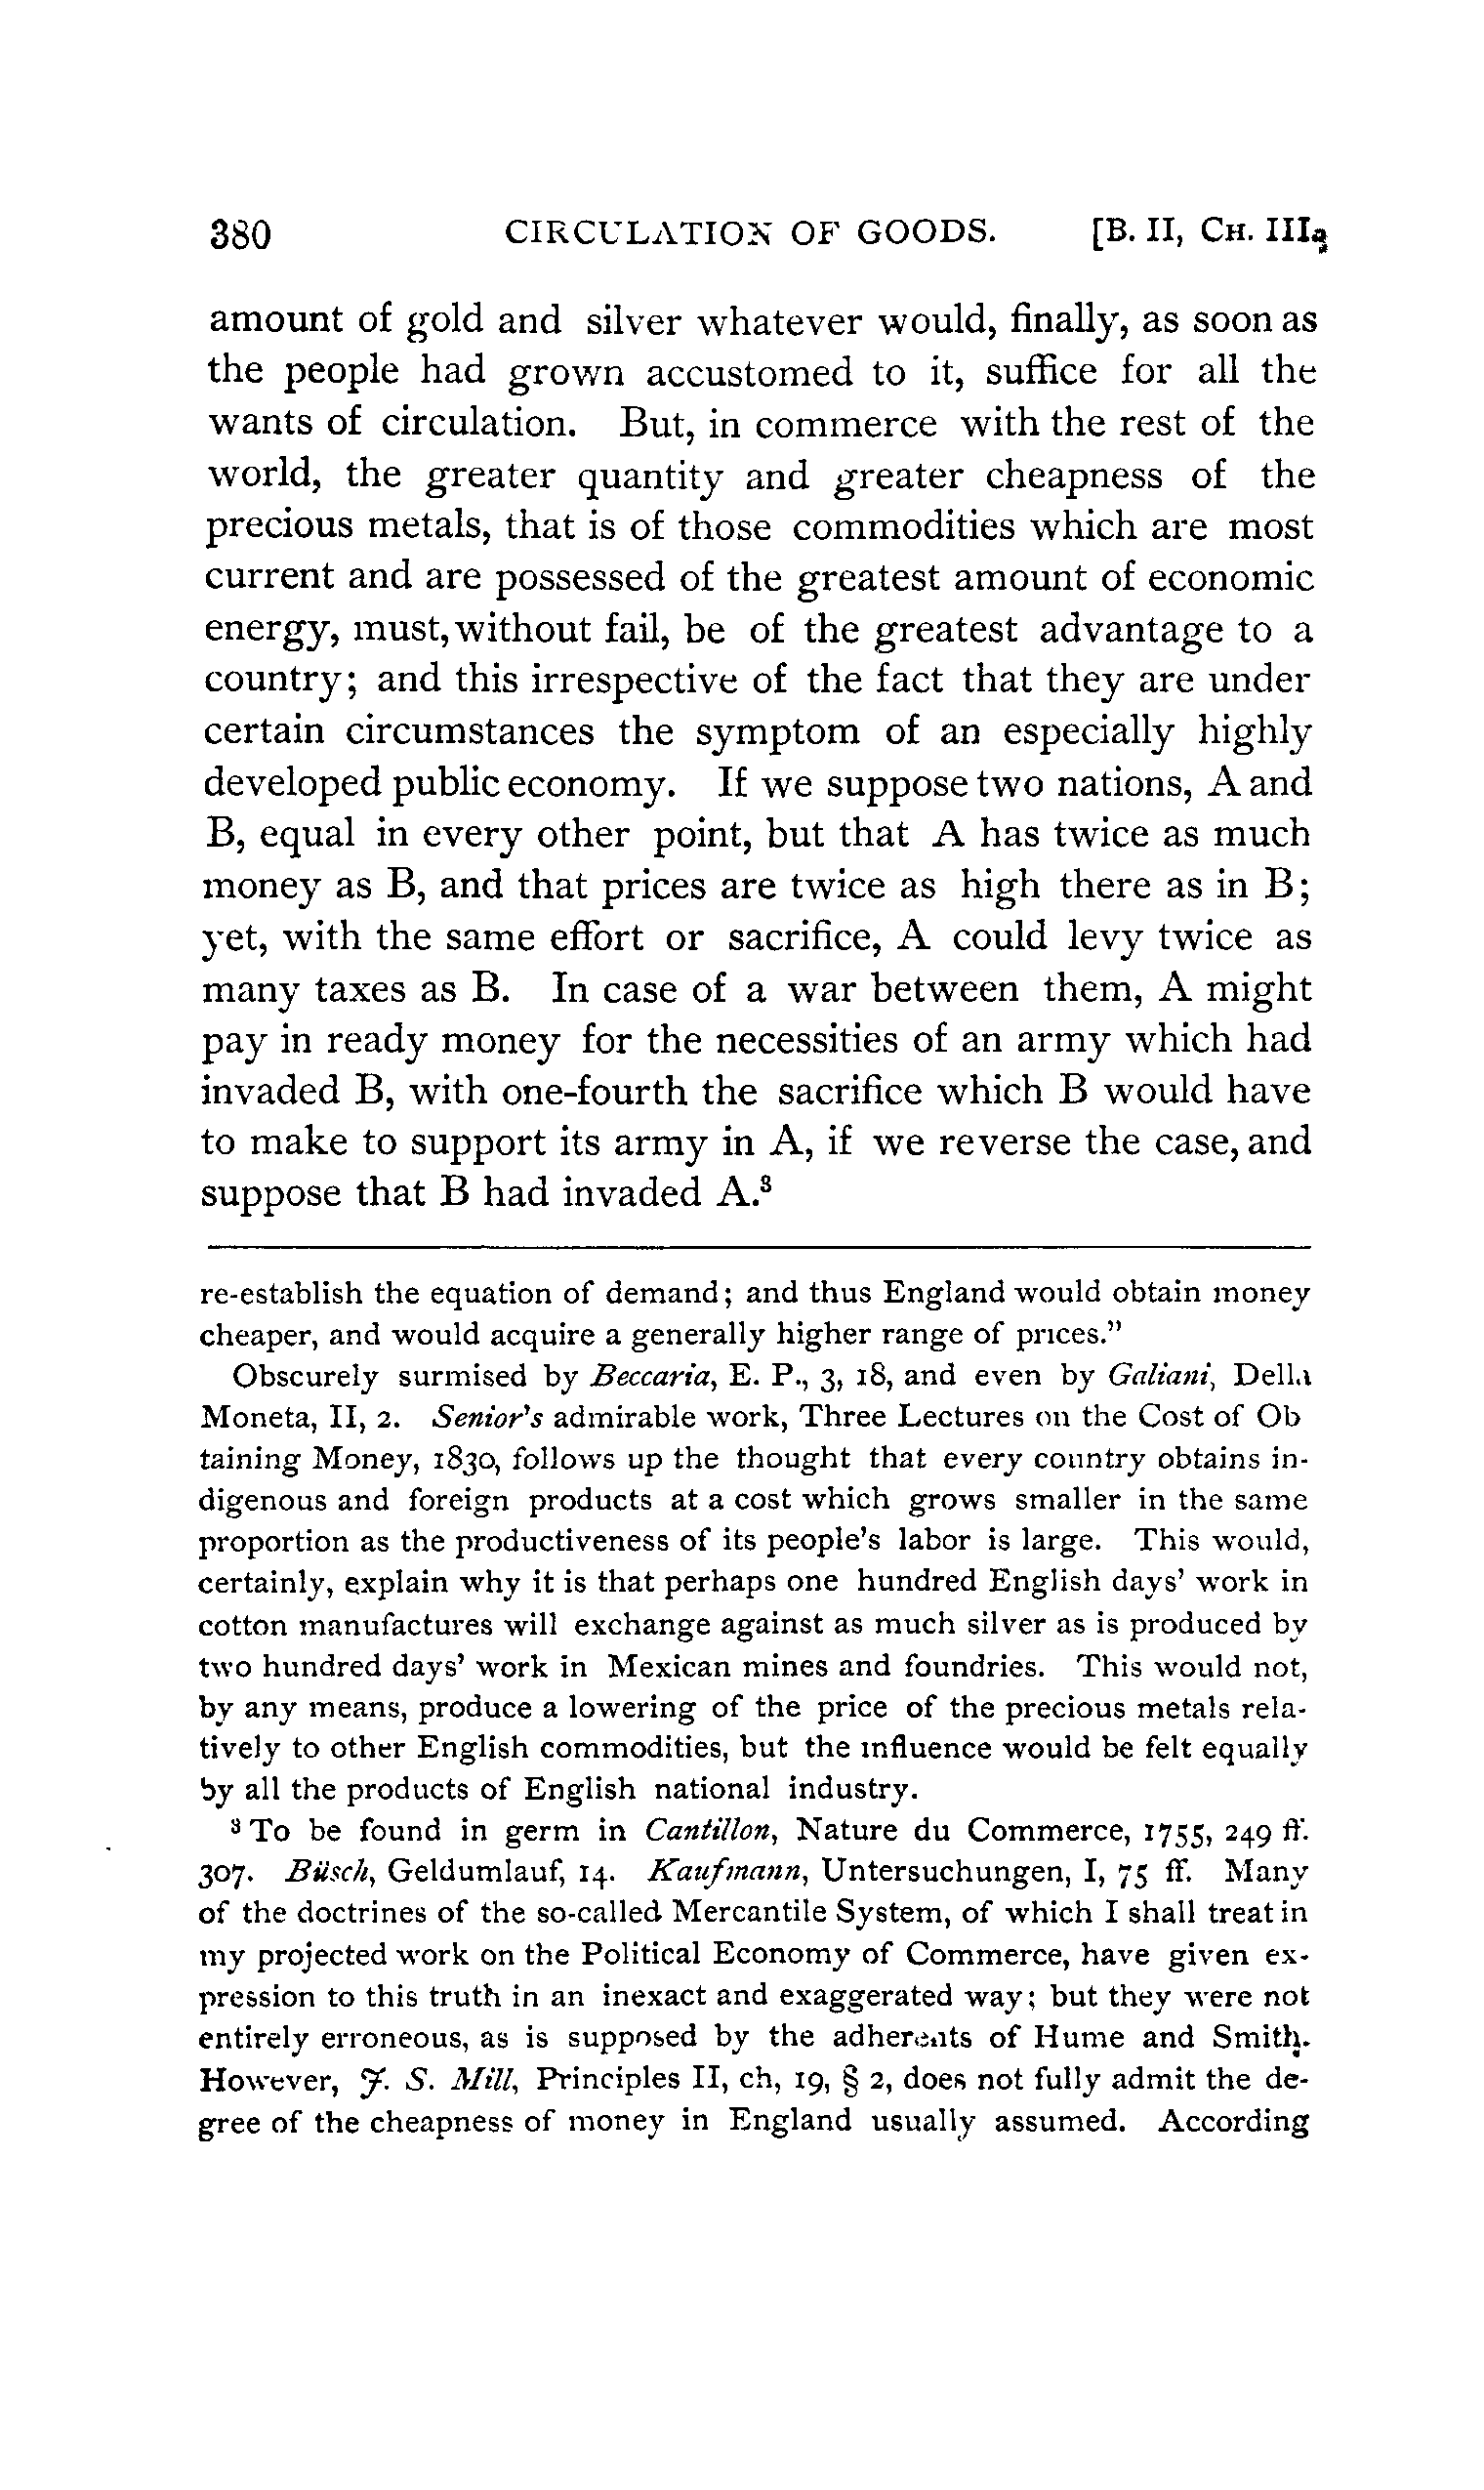 380 CIRCULATION OF GOODS. [B. II, CH. III.
amount of gold and silver whatever would, finally, as soon as
the people had grown accustomed to it, suffice for all the
wants of circulation. But, in commerce with the rest of the
world, the greater quantity and greater cheapness of the
precious metals, that is of those commodities which are most
current and are possessed of the greatest amount of economic
energy, must, without fail, be of the greatest advantage to a
country; and this irrespective of the fact that they are under
certain circumstances the symptom of an especially highly
developed public economy. If we suppose two nations, A and
B, equal in every other point, but that A has twice as much
money as B, and that prices are twice as high there as in B;
yet, with the same effort or sacrifice, A could levy twice as
many taxes as B. In case of a war between them, A might
pay in ready money for the necessities of an army which had
invaded B, with one-fourth the sacrifice which B would have
to make to support its army in A, if we reverse the case, and
suppose that B had invaded A.³
re-establish the equation of demand; and thus England would obtain money
cheaper, and would acquire a generally higher range of prices.”
Obscurely surmised by Beccaria, E. P., 3, 18, and even by Galiani, Della
Moneta, II, 2. Senior's admirable work, Three Lectures on the Cost of Ob
taining Money, 1830, follows up the thought that every country obtains in-
digenous and foreign products at a cost which grows smaller in the same
proportion as the productiveness of its people's labor is large. This would,
certainly, explain why it is that perhaps one hundred English days' work in
cotton manufactures will exchange against as much silver as is produced by
two hundred days' work in Mexican mines and foundries. This would not,
by any means, produce a lowering of the price of the precious metals rela-
tively to other English commodities, but the influence would be felt equally
by all the products of English national industry.
³ To be found in germ in Cantillon, Nature du Commerce, 1755, 249 ff.
307. Büsch, Geldumlauf, 14. Kaufmann, Untersuchungen, I, 75 ff. Many
of the doctrines of the so-called Mercantile System, of which I shall treat in
my projected work on the Political Economy of Commerce, have given ex-
pression to this truth in an inexact and exaggerated way; but they were not
entirely erroneous, as is supposed by the adherents of Hume and Smith.
However, J. S. Mill, Principles II, ch, 19, § 2, does not fully admit the de-
gree of the cheapness of money in England usually assumed. According